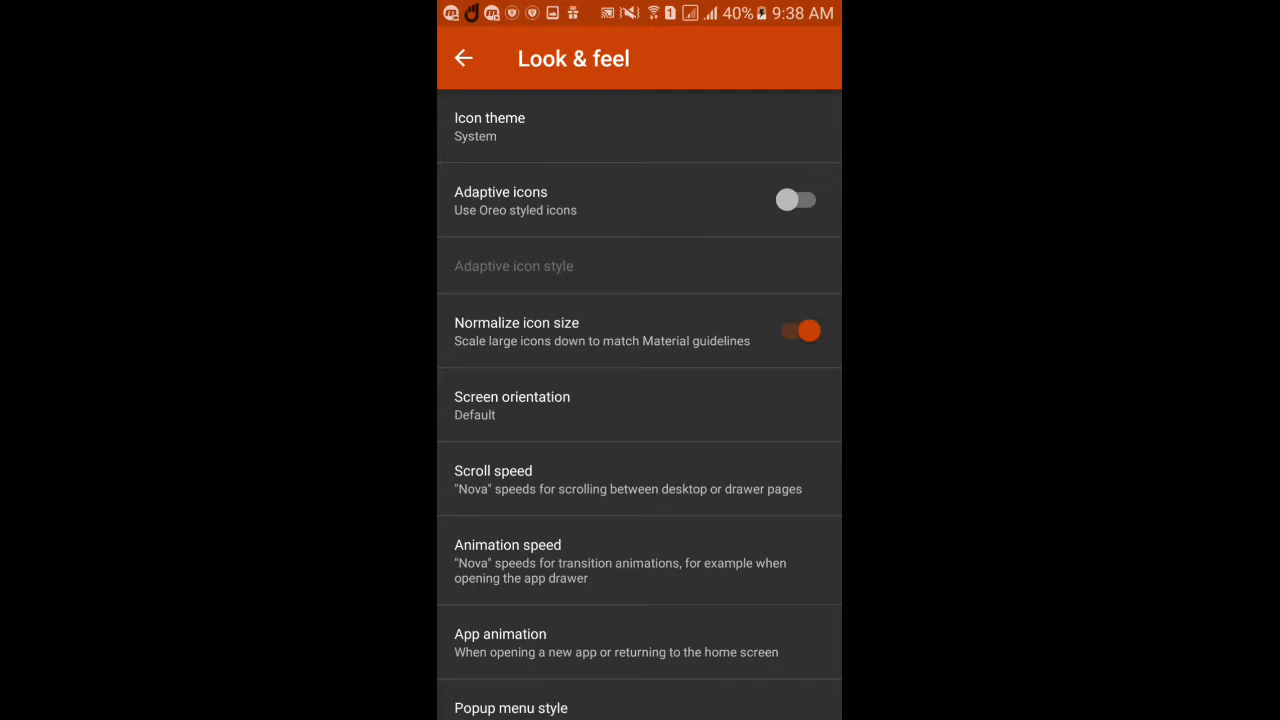 1 40% 9:38 AM
Look & feel
Icon theme
System
Adaptive icons
Use Oreo styled icons
Adaptive icon style
Normalize icon size
Scale large icons down to match Material guidelines
Screen orientation
Default
Scroll speed
"Nova" speeds for scrolling between desktop or drawer pages
Animation speed
"Nova" speeds for transition animations, for example when
opening the app drawer
App animation
When opening a new app or returning to the home screen
Popup menu style